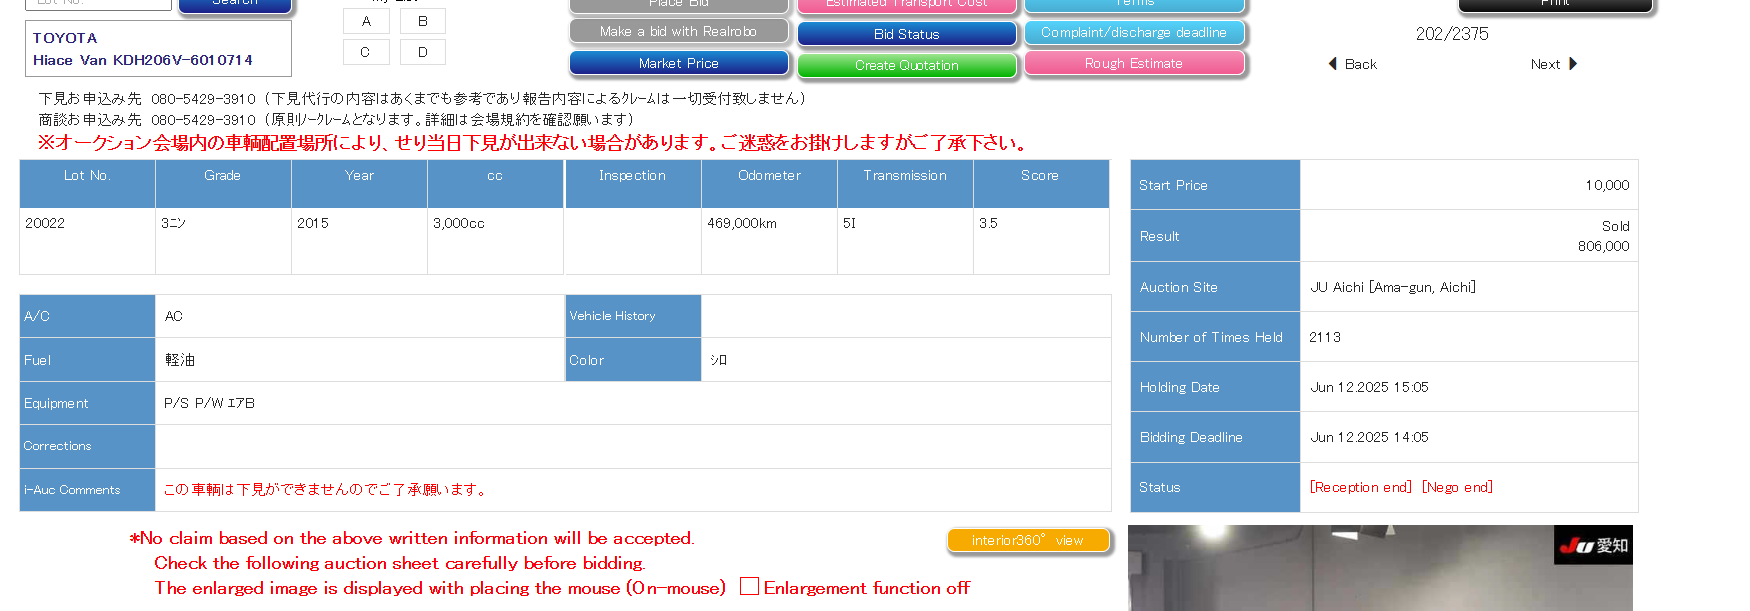 Lot No.
Search
My List
A
B
C
D
Place Bid
Make a bid with Realrobo
Market Price
Estimated Transport Cost
Bid Status
Create Quotation
Terms
Complaint/discharge deadline
Rough Estimate
Print
202/2375
Back
Next
TOYOTA
Hiace Van KDH206V-6010714
下見お申込み先 080-5429-3910（下見代行の内容はあくまでも参考であり報告内容によるｸﾚｰﾑは一切受付致しません）
商談お申込み先 080-5429-3910（原則ﾉｰｸﾚｰﾑとなります。詳細は会場規約を確認願います）
※オークション会場内の車輌配置場所により、せり当日下見が出来ない場合があります。ご迷惑をお掛けしますがご了承下さい。
Lot No. Grade Year cc Inspection Odometer Transmission Score
20022 3ﾆﾝ 2015 3,000cc 469,000km 5I 3.5
A/C AC Vehicle History
Fuel 軽油 Color ｼﾛ
Equipment P/S P/W ｴｱB
Corrections
i-Auc Comments この車輌は下見ができませんのでご了承願います。
Start Price 10,000
Result Sold
806,000
Auction Site JU Aichi [Ama-gun, Aichi]
Number of Times Held 2113
Holding Date Jun 12.2025 15:05
Bidding Deadline Jun 12.2025 14:05
Status [Reception end] [Nego end]
*No claim based on the above written information will be accepted.
Check the following auction sheet carefully before bidding.
The enlarged image is displayed with placing the mouse (On-mouse) Enlargement function off
interior360° view
JU 愛知